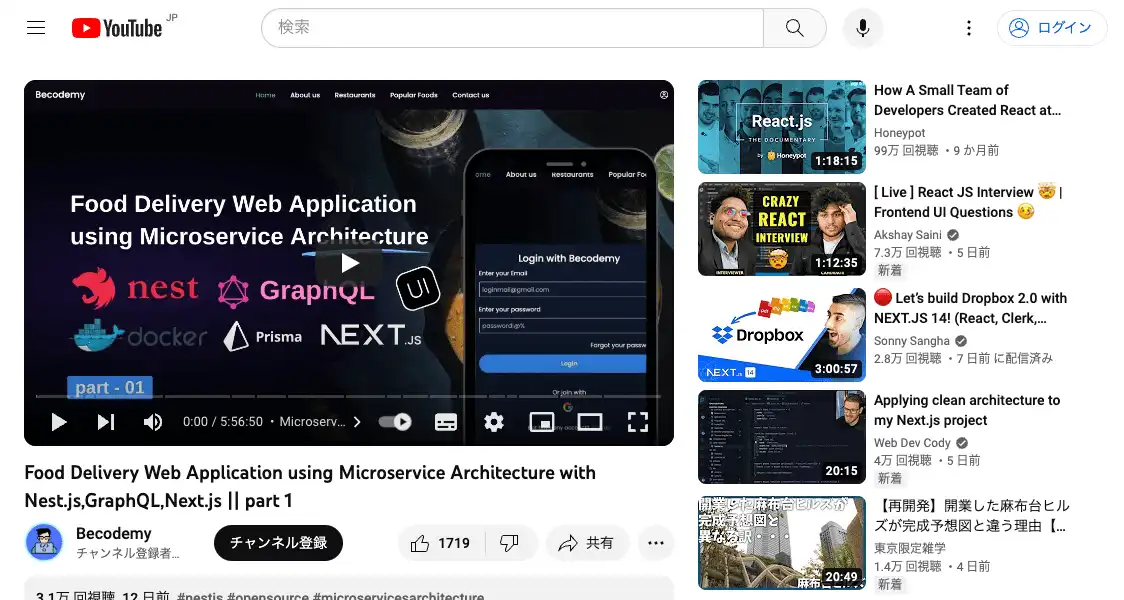 YouTube JP
検索
ログイン
Becodemy
Home About us Restaurants Popular Foods Contact us
About us Restaurants
Food Delivery Web Application
using Microservice Architecture
nest GraphQL UI
docker Prisma NEXT.JS
part - 01
Login with Becodemy
Enter your Email
loginmail@gmail.com
Enter your password
password!@%
Login
Or join with
0:00 / 5:56:50 • Microserv...
Food Delivery Web Application using Microservice Architecture with
Nest.js,GraphQL,Next.js || part 1
Becodemy
チャンネル登録者...
チャンネル登録
1719
共有
3.1万 回視聴 12 日前 #nestjs #opensource #microservicesarchitecture
React.js
THE DOCUMENTARY
by Honeypot
1:18:15
How A Small Team of
Developers Created React at...
Honeypot
99万 回視聴 • 9 か月前
CRAZY
REACT
INTERVIEW
INTERVIEWER
CANDIDATE
1:12:35
[ Live ] React JS Interview 🤯 |
Frontend UI Questions 🤒
Akshay Saini
7.3万 回視聴 • 5 日前
新着
Dropbox
NEXT.JS 14
3:00:57
🔴 Let's build Dropbox 2.0 with
NEXT.JS 14! (React, Clerk,...
Sonny Sangha
2.8万 回視聴 • 7 日前 に配信済み
20:15
Applying clean architecture to
my Next.js project
Web Dev Cody
4万 回視聴 • 5 日前
新着
開業した麻布台ヒルズが
完成予想図と
異なる訳・・・
20:49
【再開発】開業した麻布台ヒル
ズが完成予想図と違う理由【...
東京限定雑学
1.4万 回視聴 • 4 日前
新着